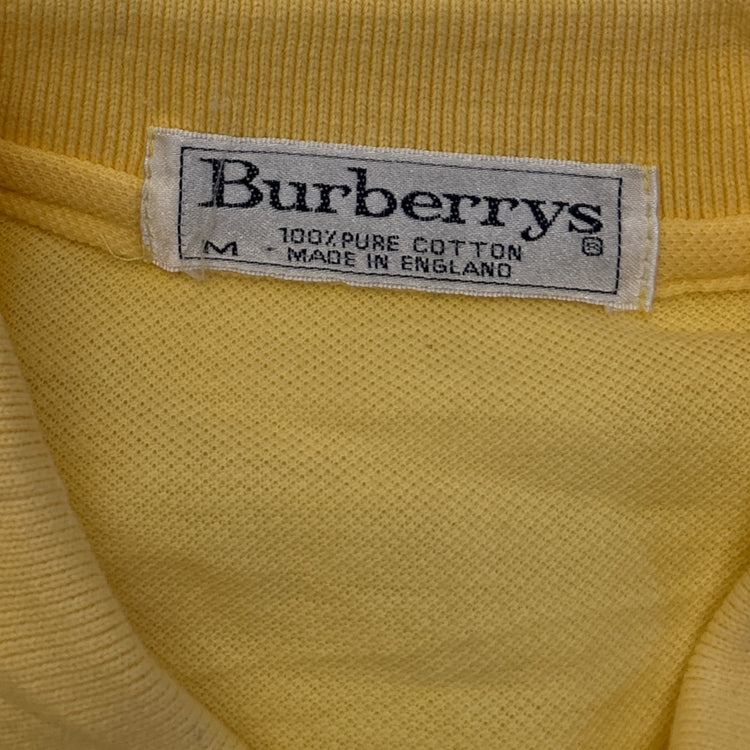 Burberrys ®
100% PURE COTTON
M - MADE IN ENGLAND